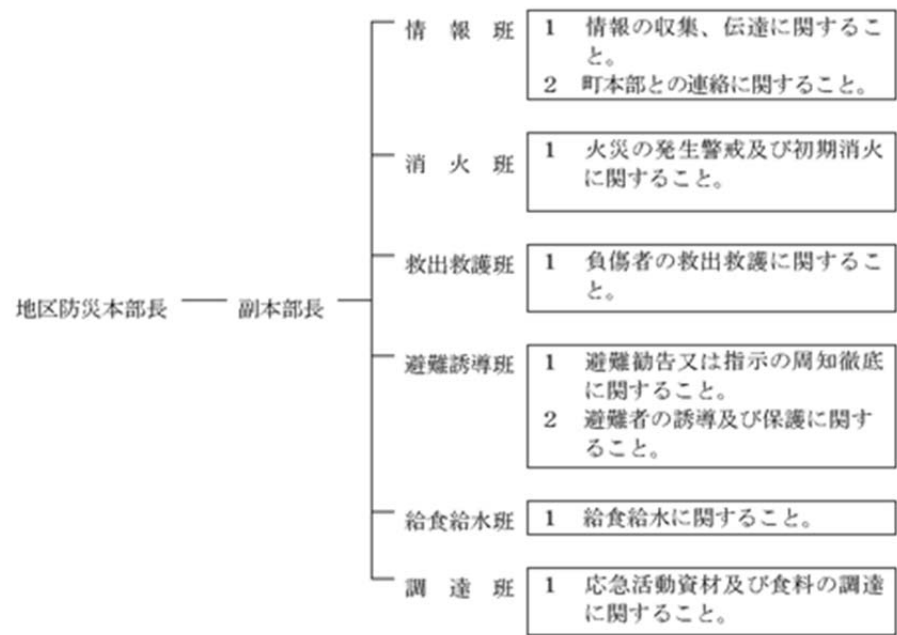 情報班
1 情報の収集、伝達に関するこ
と。
2 町本部との連絡に関すること。
消火班
1 火災の発生警戒及び初期消火
に関すること。
救出救護班
1 負傷者の救出救護に関するこ
と。
地区防災本部長
副本部長
避難誘導班
1 避難勧告又は指示の周知徹底
に関すること。
2 避難者の誘導及び保護に関す
ること。
給食給水班
1 給食給水に関すること。
調達班
1 応急活動資材及び食料の調達
に関すること。